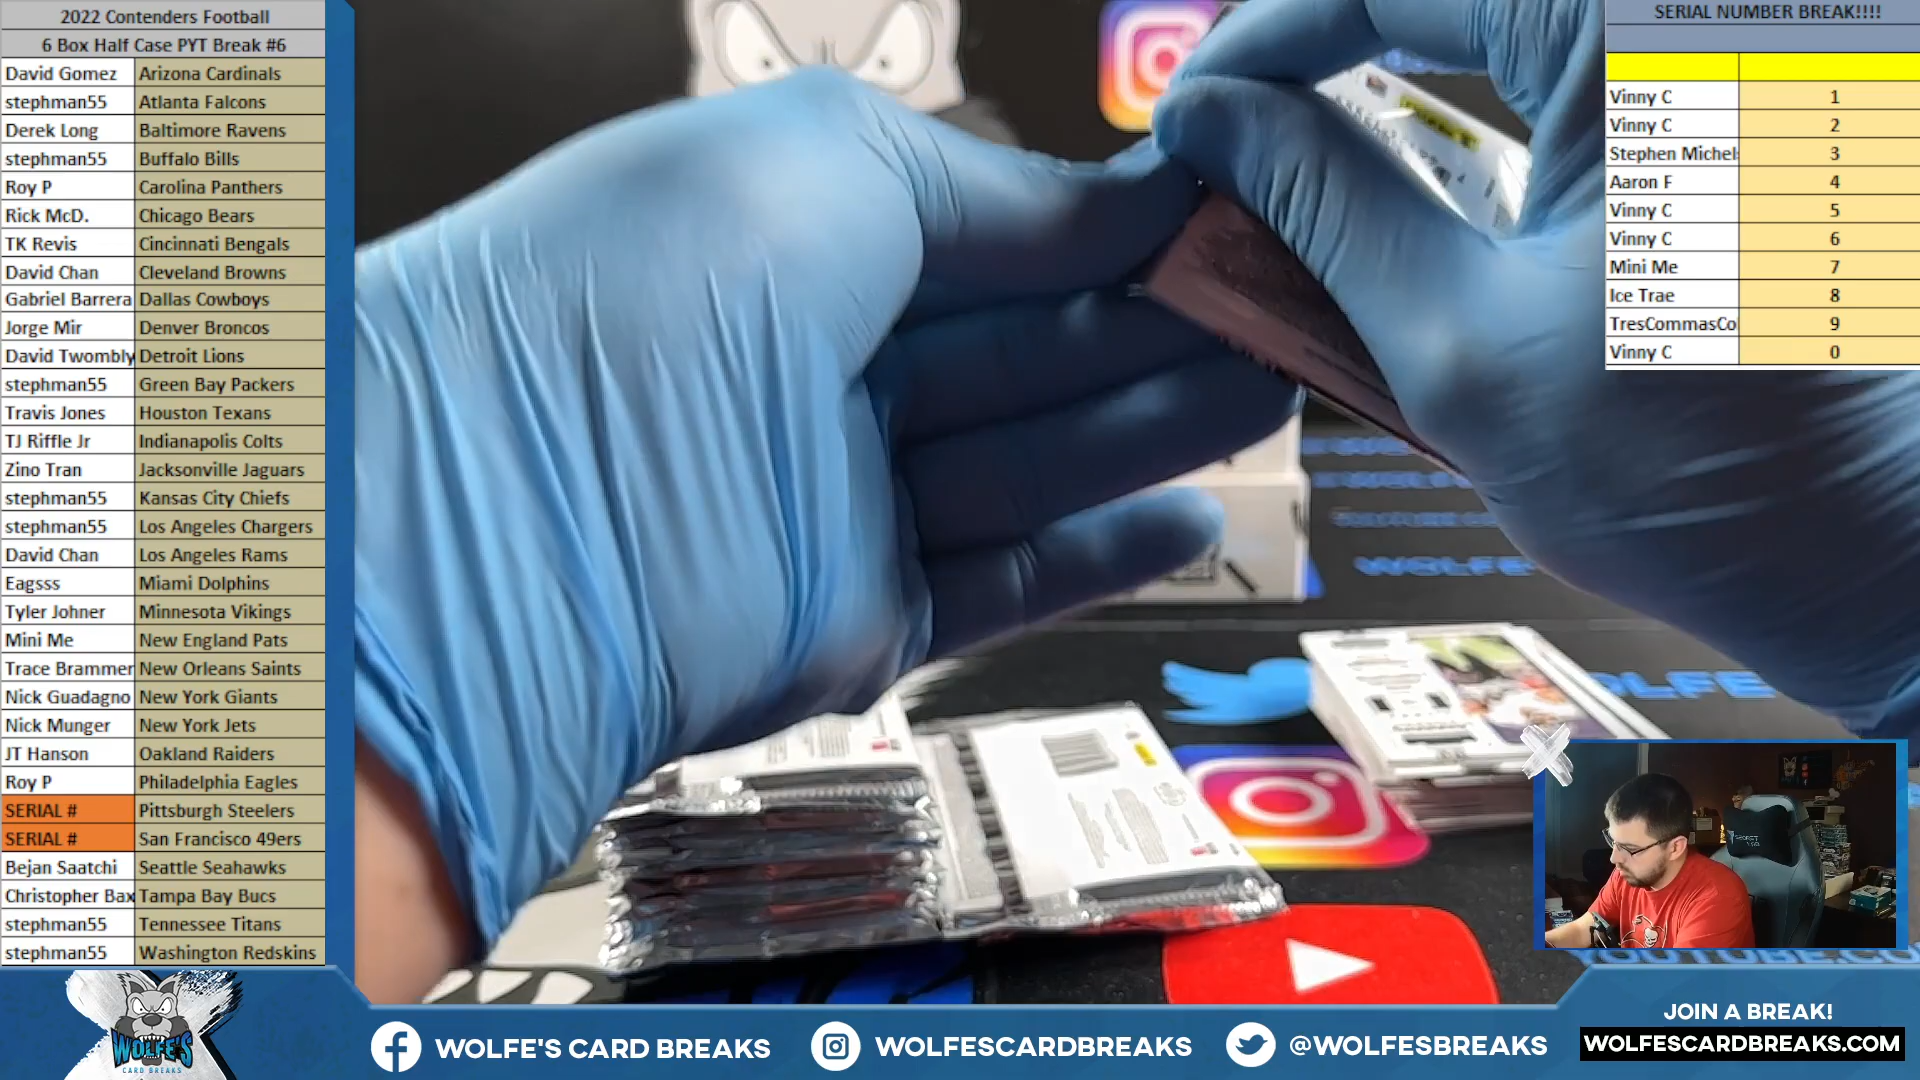 2022 Contenders Football
6 Box Half Case PYT Break #6
David Gomez Arizona Cardinals
stephman55 Atlanta Falcons
Derek Long Baltimore Ravens
stephman55 Buffalo Bills
Roy P Carolina Panthers
Rick McD. Chicago Bears
TK Revis Cincinnati Bengals
David Chan Cleveland Browns
Gabriel Barrera Dallas Cowboys
Jorge Mir Denver Broncos
David Twombly Detroit Lions
stephman55 Green Bay Packers
Travis Jones Houston Texans
TJ Riffle Jr Indianapolis Colts
Zino Tran Jacksonville Jaguars
stephman55 Kansas City Chiefs
stephman55 Los Angeles Chargers
David Chan Los Angeles Rams
Eagsss Miami Dolphins
Tyler Johner Minnesota Vikings
Mini Me New England Pats
Trace Brammer New Orleans Saints
Nick Guadagno New York Giants
Nick Munger New York Jets
JT Hanson Oakland Raiders
Roy P Philadelphia Eagles
SERIAL # Pittsburgh Steelers
SERIAL # San Francisco 49ers
Bejan Saatchi Seattle Seahawks
Christopher Bax Tampa Bay Bucs
stephman55 Tennessee Titans
stephman55 Washington Redskins
SERIAL NUMBER BREAK!!!!
Vinny C 1
Vinny C 2
Stephen Michel 3
Aaron F 4
Vinny C 5
Vinny C 6
Mini Me 7
Ice Trae 8
TresCommasCo 9
Vinny C 0
WOLFE
OLFE
YOUTUBE.CO
WOLFE'S
CARD BREAKS
WOLFE'S CARD BREAKS
WOLFESCARDBREAKS
@WOLFESBREAKS
JOIN A BREAK!
WOLFESCARDBREAKS.COM